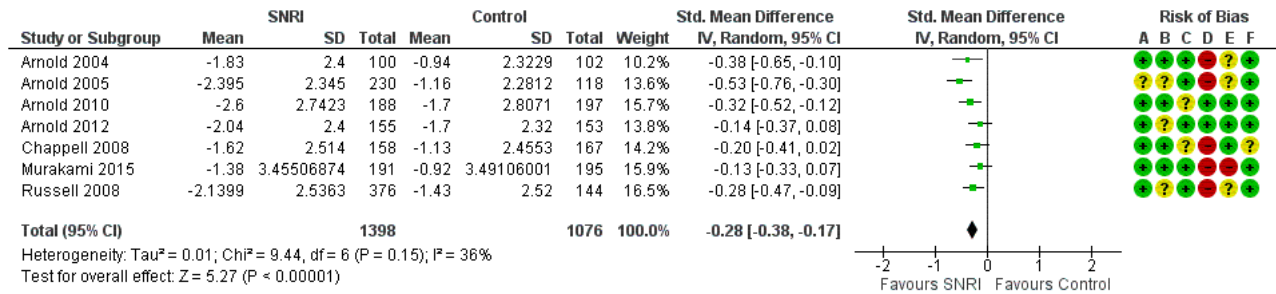 SNRI Control Std. Mean Difference Std. Mean Difference Risk of Bias
Study or Subgroup Mean SD Total Mean SD Total Weight IV, Random, 95% CI IV, Random, 95% CI A B C D E F
Arnold 2004 -1.83 2.4 100 -0.94 2.3229 102 10.2% -0.38 [-0.65, -0.10] + + + - ? +
Arnold 2005 -2.395 2.345 230 -1.16 2.2812 118 13.6% -0.53 [-0.76, -0.30] ? ? + - ? +
Arnold 2010 -2.6 2.7423 188 -1.7 2.8071 197 15.7% -0.32 [-0.52, -0.12] + + ? + + +
Arnold 2012 -2.04 2.4 155 -1.7 2.32 153 13.8% -0.14 [-0.37, 0.08] + ? + + + +
Chappell 2008 -1.62 2.514 158 -1.13 2.4553 167 14.2% -0.20 [-0.41, 0.02] + + ? - + ?
Murakami 2015 -1.38 3.45506874 191 -0.92 3.49106001 195 15.9% -0.13 [-0.33, 0.07] + + + - - +
Russell 2008 -2.1399 2.5363 376 -1.43 2.52 144 16.5% -0.28 [-0.47, -0.09] + ? + - ? +
Total (95% CI) 1398 1076 100.0% -0.28 [-0.38, -0.17]
Heterogeneity: Tau² = 0.01; Chi² = 9.44, df = 6 (P = 0.15); I² = 36%
Test for overall effect: Z = 5.27 (P < 0.00001)
-2 -1 0 1 2
Favours SNRI Favours Control